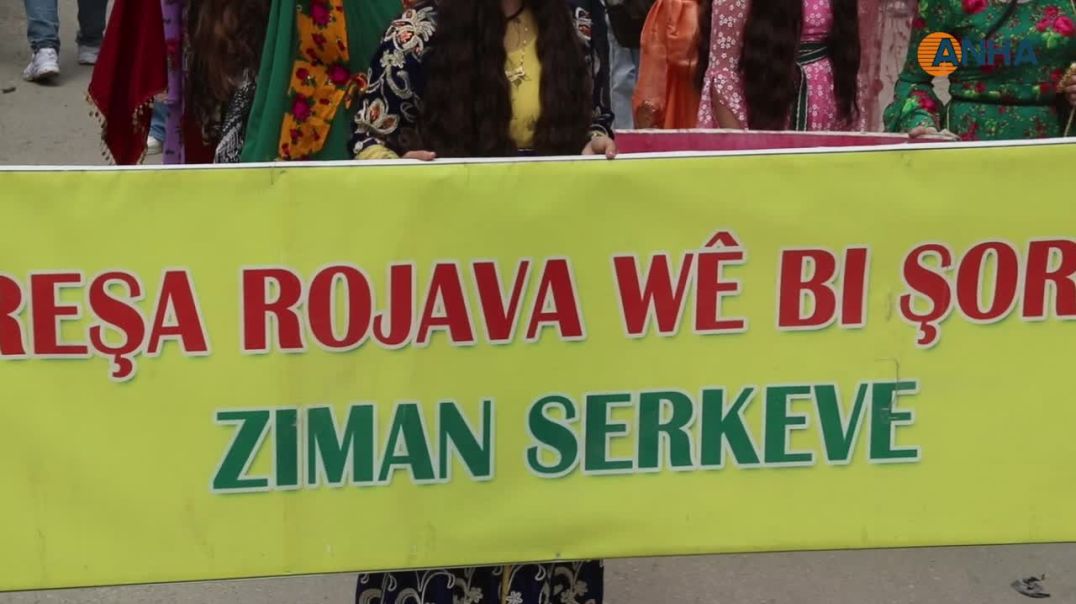 ANHA
REŞA ROJAVA WÊ BI ŞOR
ZIMAN SERKEVE